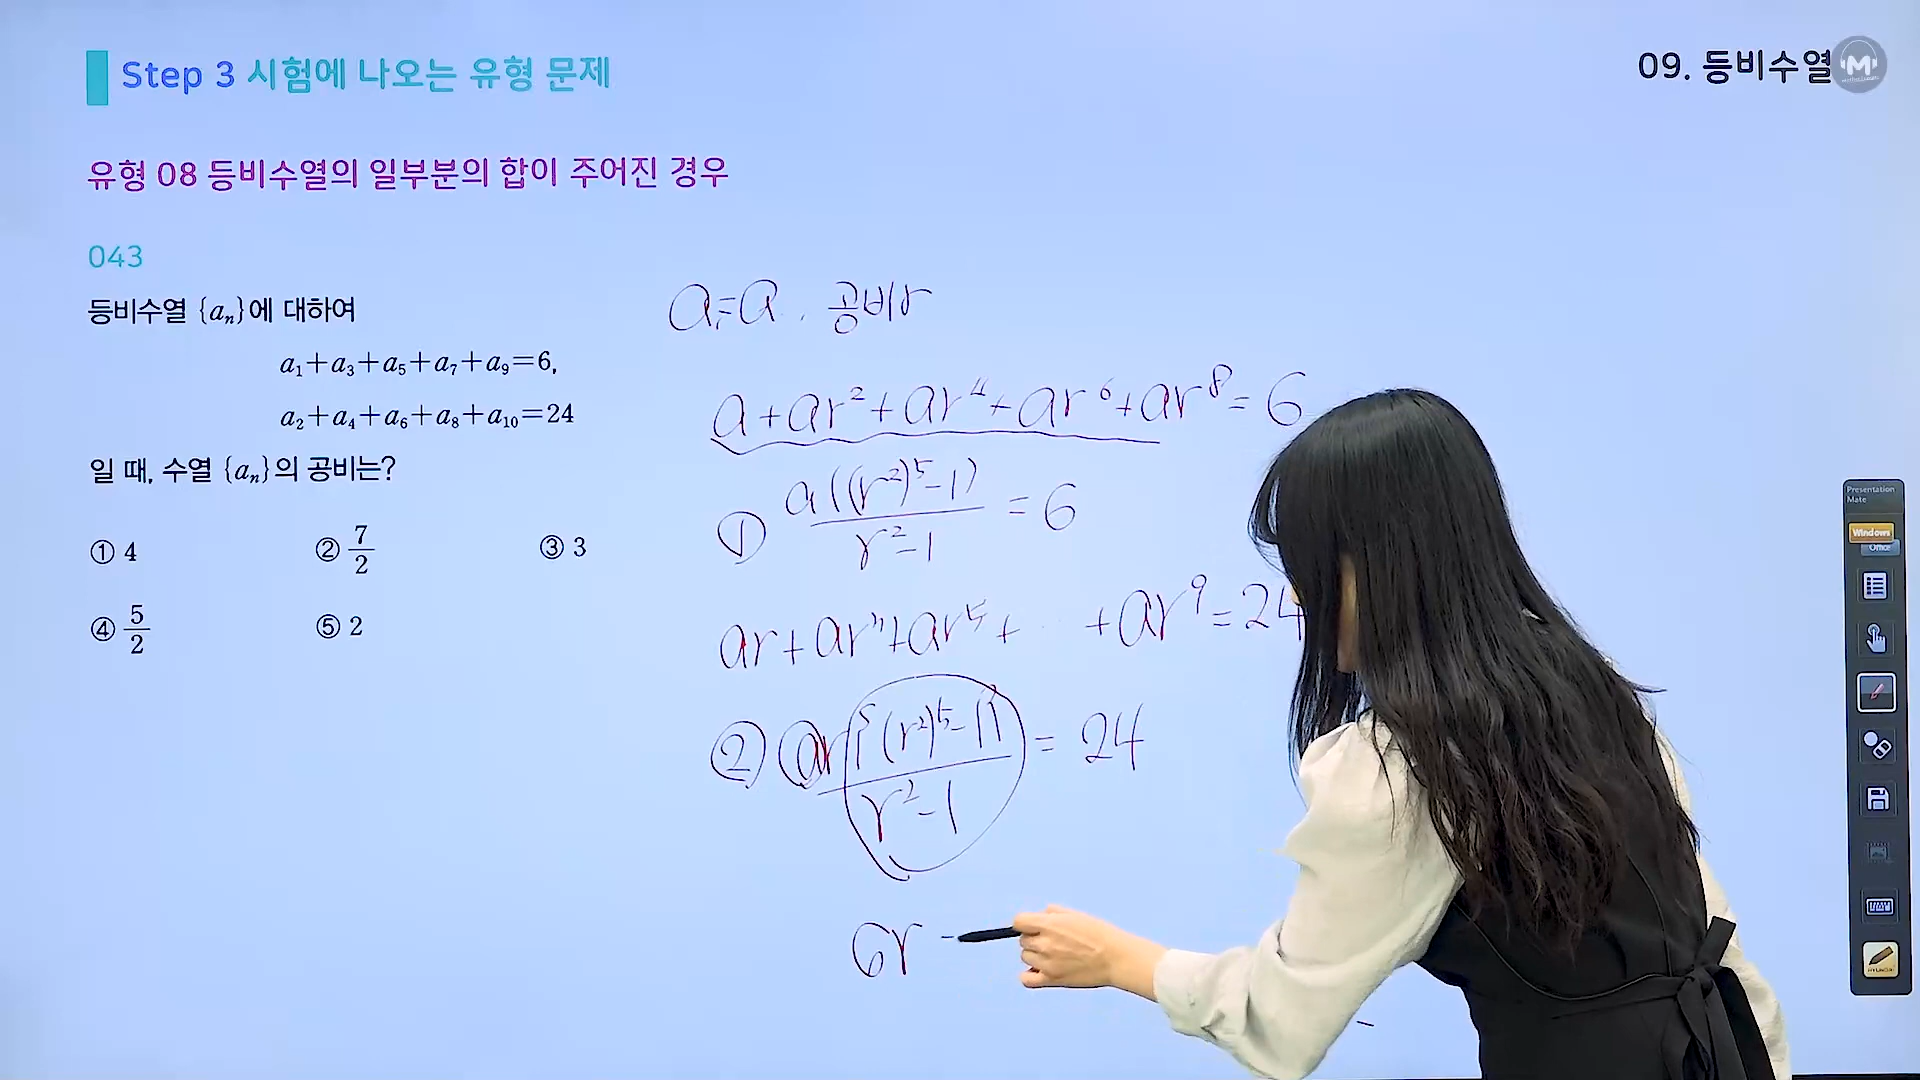 Step 3 시험에 나오는 유형 문제
09. 등비수열
유형 08 등비수열의 일부분의 합이 주어진 경우
043
등비수열 {aₙ}에 대하여
a₁+a₃+a₅+a₇+a₉=6,
a₂+a₄+a₆+a₈+a₁₀=24
일 때, 수열 {aₙ}의 공비는?
① 4 ② 7/2 ③ 3
④ 5/2 ⑤ 2
a₁=a. 공비 r
a+ar²+ar⁴+ar⁶+ar⁸=6
① a((r²)⁵-1)/(r²-1) = 6
ar+ar +ar⁵+ ‥ +ar⁹=24
② ar{(r²)⁵-1}/(r²-1) = 24
6r -
Presentation Mate
Windows
Office
M